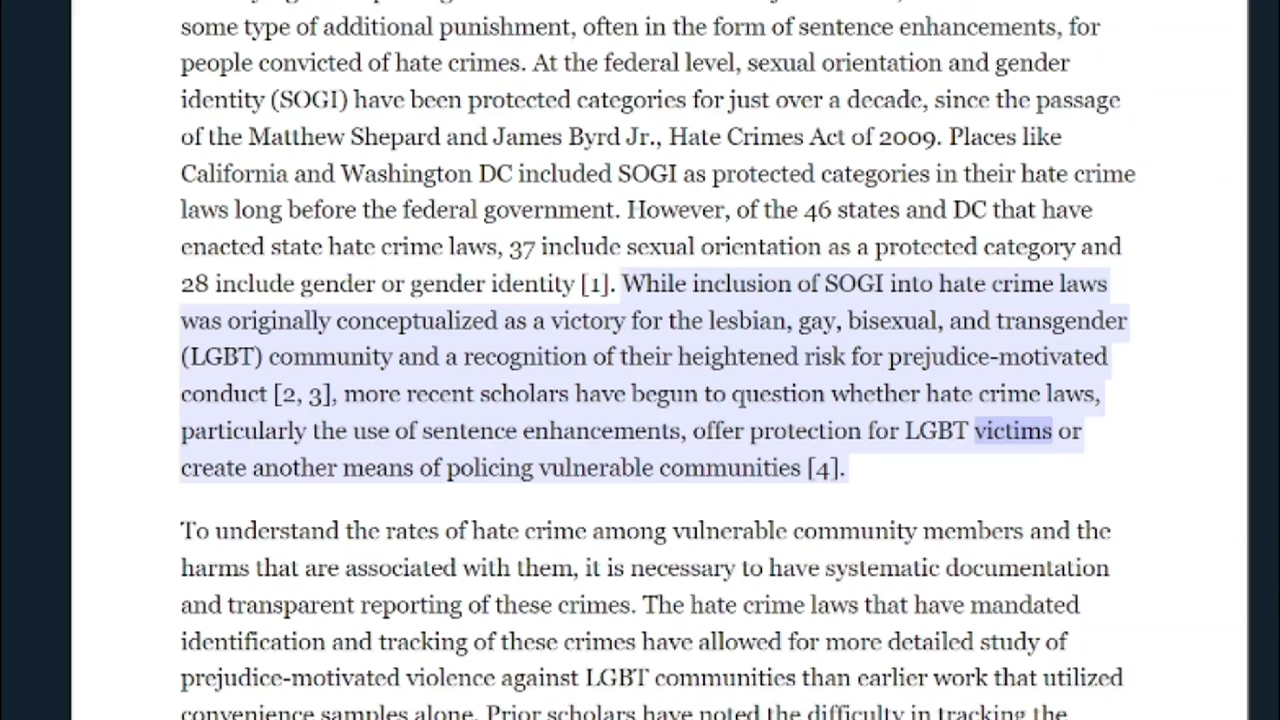 some type of additional punishment, often in the form of sentence enhancements, for
people convicted of hate crimes. At the federal level, sexual orientation and gender
identity (SOGI) have been protected categories for just over a decade, since the passage
of the Matthew Shepard and James Byrd Jr., Hate Crimes Act of 2009. Places like
California and Washington DC included SOGI as protected categories in their hate crime
laws long before the federal government. However, of the 46 states and DC that have
enacted state hate crime laws, 37 include sexual orientation as a protected category and
28 include gender or gender identity [1]. While inclusion of SOGI into hate crime laws
was originally conceptualized as a victory for the lesbian, gay, bisexual, and transgender
(LGBT) community and a recognition of their heightened risk for prejudice-motivated
conduct [2, 3], more recent scholars have begun to question whether hate crime laws,
particularly the use of sentence enhancements, offer protection for LGBT victims or
create another means of policing vulnerable communities [4].
To understand the rates of hate crime among vulnerable community members and the
harms that are associated with them, it is necessary to have systematic documentation
and transparent reporting of these crimes. The hate crime laws that have mandated
identification and tracking of these crimes have allowed for more detailed study of
prejudice-motivated violence against LGBT communities than earlier work that utilized
convenience samples alone. Prior scholars have noted the difficulty in tracking the